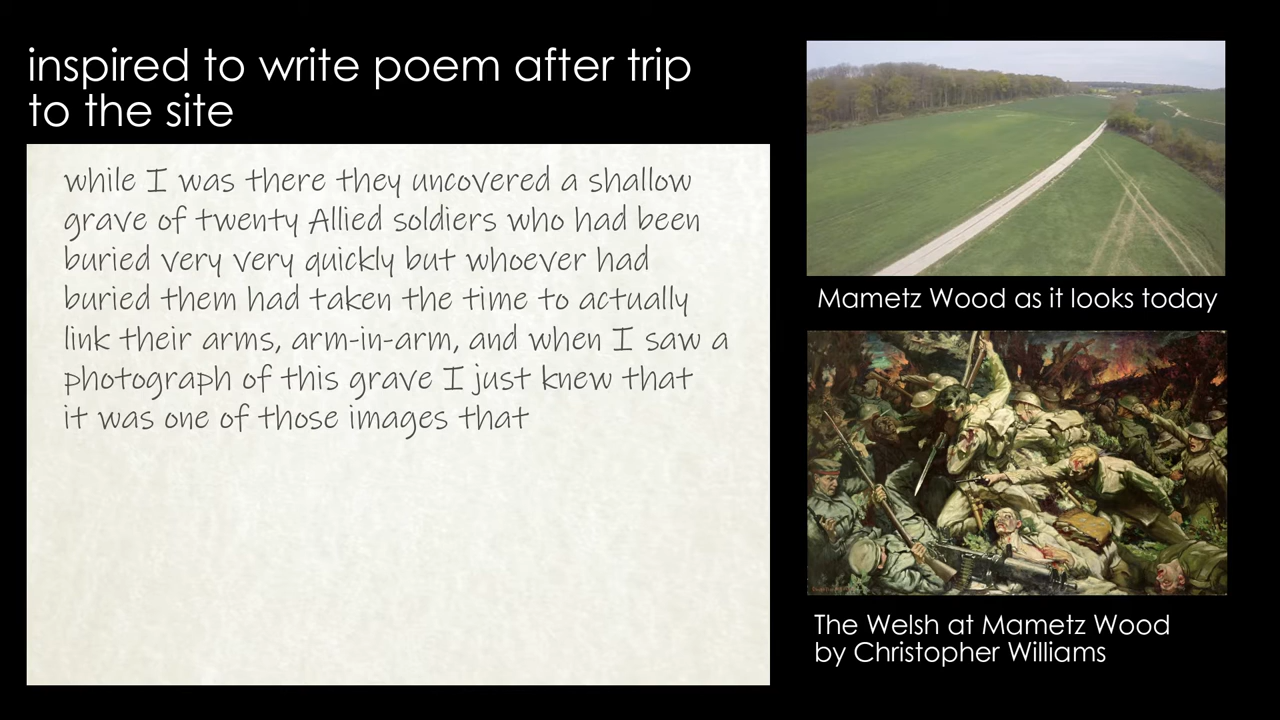 inspired to write poem after trip
to the site
while I was there they uncovered a shallow
grave of twenty Allied soldiers who had been
buried very very quickly but whoever had
buried them had taken the time to actually
link their arms, arm-in-arm, and when I saw a
photograph of this grave I just knew that
it was one of those images that
Mametz Wood as it looks today
The Welsh at Mametz Wood
by Christopher Williams